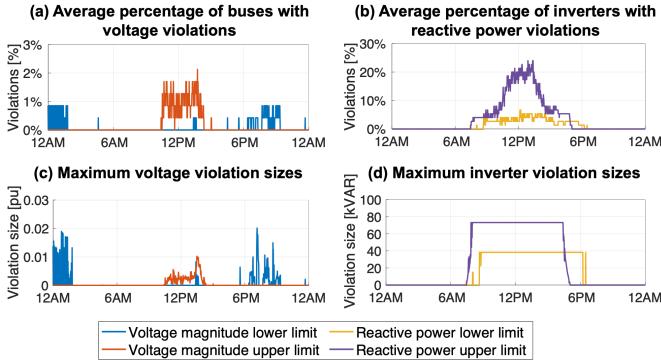 (a) Average percentage of buses with
voltage violations
3%
2%
1%
0%
Violations [%]
12AM 6AM 12PM 6PM 12AM
(b) Average percentage of inverters with
reactive power violations
30%
20%
10%
0%
Violations [%]
12AM 6AM 12PM 6PM 12AM
(c) Maximum voltage violation sizes
0.03
0.02
0.01
0
Violation size [pu]
12AM 6AM 12PM 6PM 12AM
(d) Maximum inverter violation sizes
100
80
60
40
20
0
Violation size [kVAR]
12AM 6AM 12PM 6PM 12AM
Voltage magnitude lower limit
Voltage magnitude upper limit
Reactive power lower limit
Reactive power upper limit